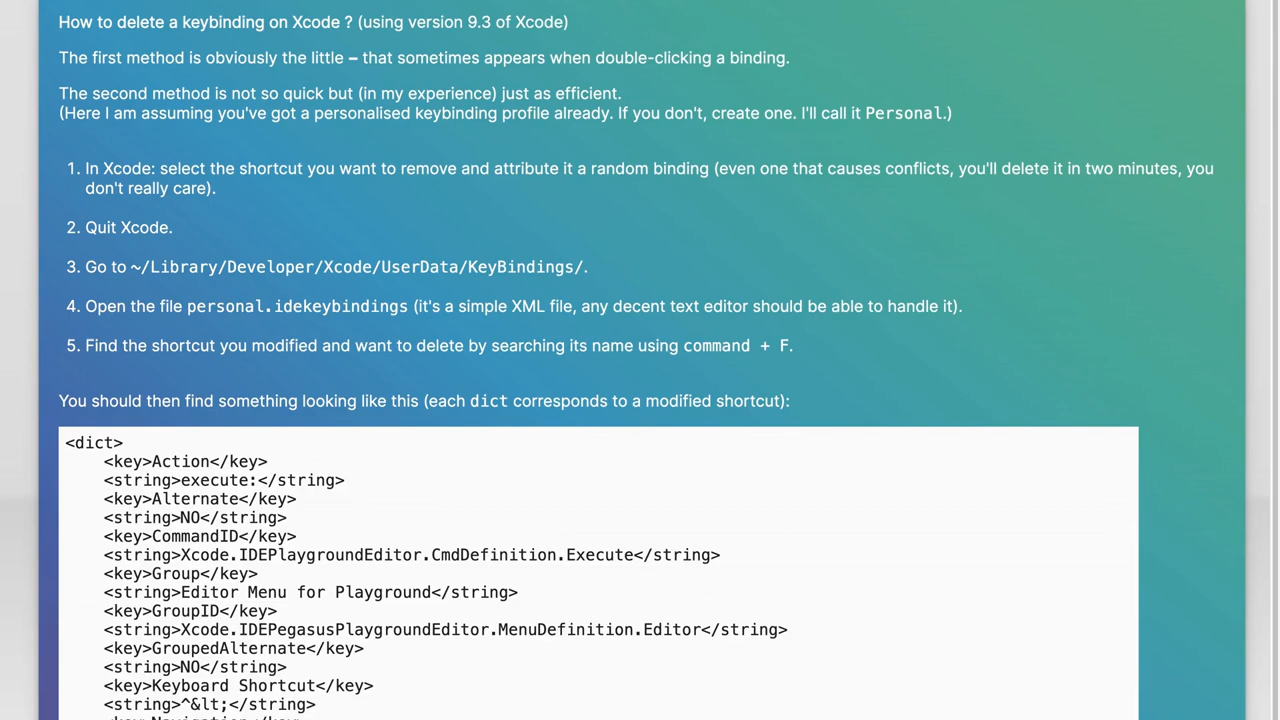 How to delete a keybinding on Xcode ? (using version 9.3 of Xcode)
The first method is obviously the little – that sometimes appears when double-clicking a binding.
The second method is not so quick but (in my experience) just as efficient.
(Here I am assuming you've got a personalised keybinding profile already. If you don't, create one. I'll call it Personal.)
1. In Xcode: select the shortcut you want to remove and attribute it a random binding (even one that causes conflicts, you'll delete it in two minutes, you
don't really care).
2. Quit Xcode.
3. Go to ~/Library/Developer/Xcode/UserData/KeyBindings/.
4. Open the file personal.idekeybindings (it's a simple XML file, any decent text editor should be able to handle it).
5. Find the shortcut you modified and want to delete by searching its name using command + F.
You should then find something looking like this (each dict corresponds to a modified shortcut):
<dict>
<key>Action</key>
<string>execute:</string>
<key>Alternate</key>
<string>NO</string>
<key>CommandID</key>
<string>Xcode.IDEPlaygroundEditor.CmdDefinition.Execute</string>
<key>Group</key>
<string>Editor Menu for Playground</string>
<key>GroupID</key>
<string>Xcode.IDEPegasusPlaygroundEditor.MenuDefinition.Editor</string>
<key>GroupedAlternate</key>
<string>NO</string>
<key>Keyboard Shortcut</key>
<string>^&lt;</string>
<key>Navigation</key>